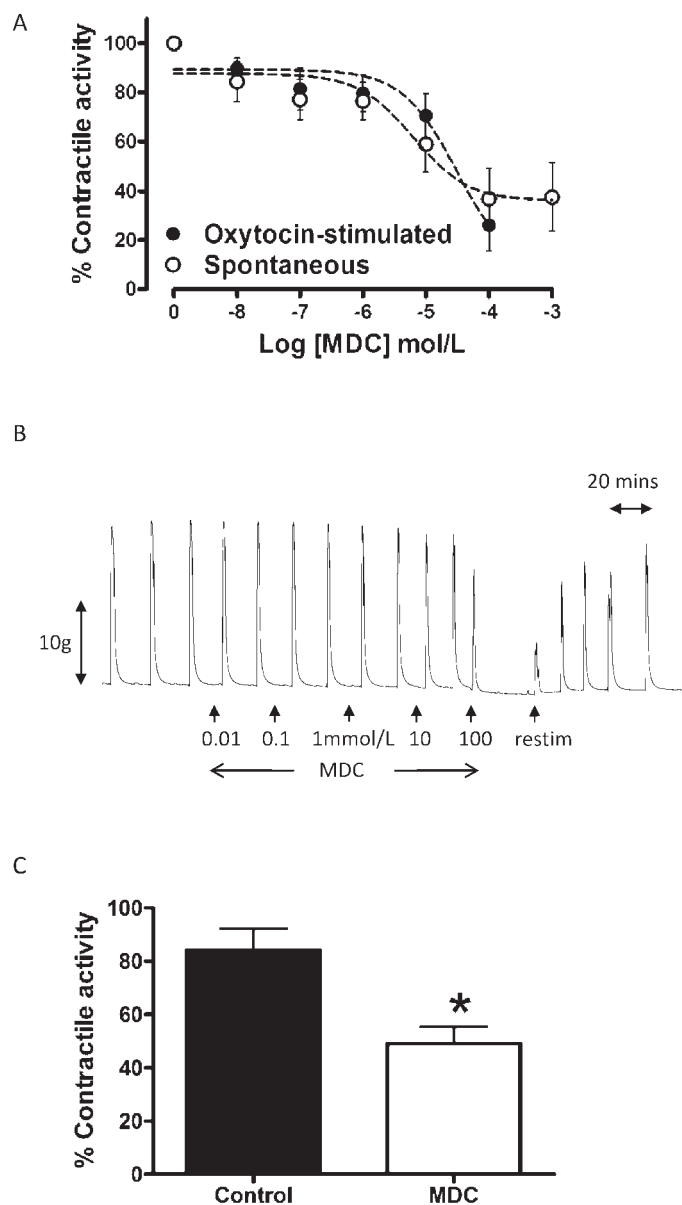 A
% Contractile activity
100
80
60
40
20
0
Oxytocin-stimulated
Spontaneous
0 -8 -7 -6 -5 -4 -3
Log [MDC] mol/L
B
20 mins
10g
0.01 0.1 1mmol/L 10 100 restim
MDC
C
% Contractile activity
100
80
60
40
20
0
*
Control MDC